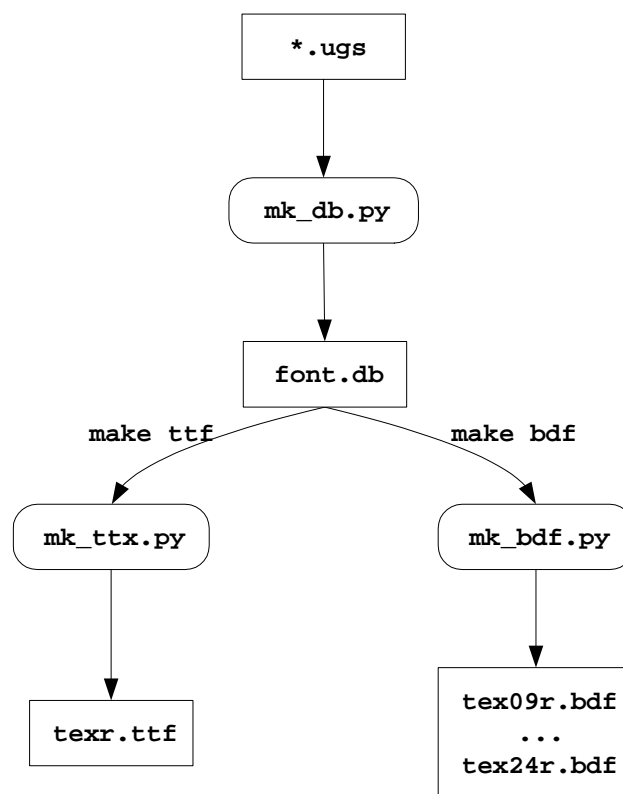 *.ugs
mk_db.py
font.db
make ttf
make bdf
mk_ttx.py
mk_bdf.py
texr.ttf
tex09r.bdf
...
tex24r.bdf